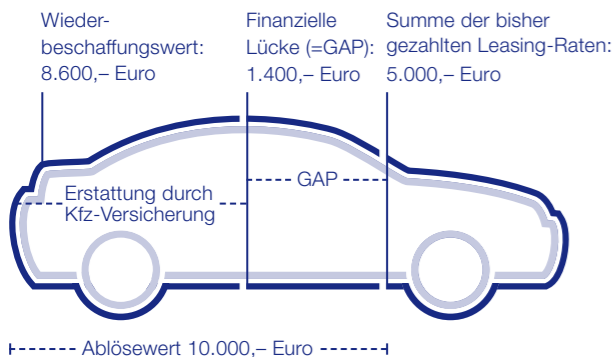 Wieder-
beschaffungswert:
8.600,– Euro
Finanzielle
Lücke (=GAP):
1.400,– Euro
Summe der bisher
gezahlten Leasing-Raten:
5.000,– Euro
Erstattung durch
Kfz-Versicherung
GAP
Ablösewert 10.000,– Euro